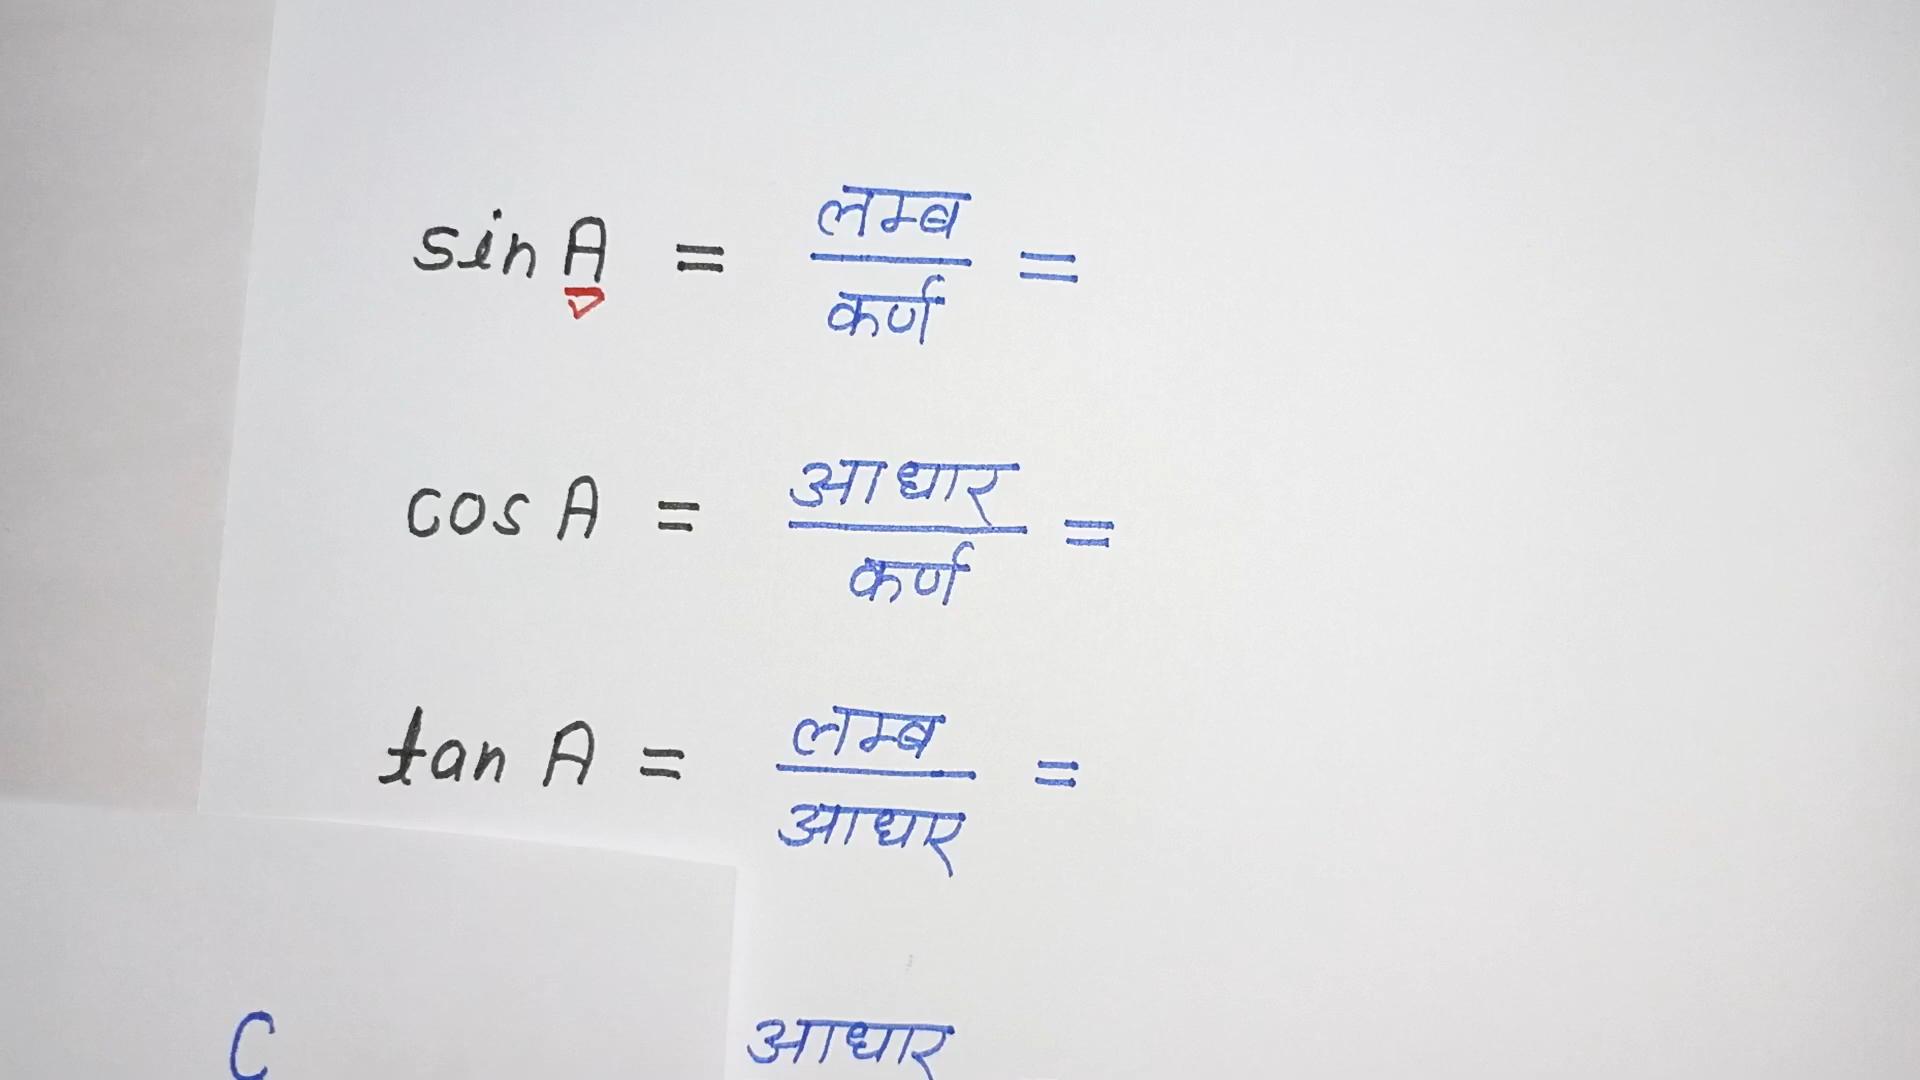 sin A = लम्ब / कर्ण =
cos A = आधार / कर्ण =
tan A = लम्ब / आधार =
C आधार